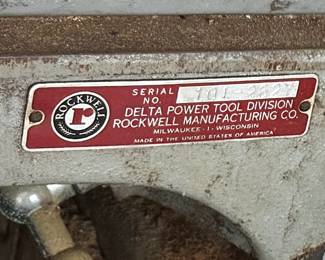 ROCKWELL
r
SERIAL
NO.
DELTA POWER TOOL DIVISION
ROCKWELL MANUFACTURING CO.
MILWAUKEE - 1 - WISCONSIN
MADE IN THE UNITED STATES OF AMERICA